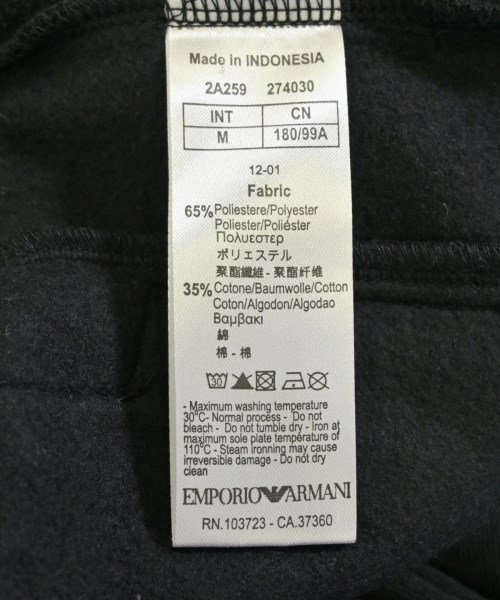 Made in INDONESIA
2A259 274030
INT CN
M 180/99A
12-01
Fabric
65% Poliestere/Polyester
Poliester/Poliéster
Πολυεστερ
ポリエステル
聚酯纖維 - 聚酯纤维
35% Cotone/Baumwolle/Cotton
Coton/Algodon/Algodao
Βαμβακι
綿
棉 - 棉
30
- Maximum washing temperature
30°C- Normal process - Do not
bleach - Do not tumble dry - Iron at
maximum sole plate temperature of
110°C - Steam ironning may cause
irreversible damage - Do not dry
clean
EMPORIO ARMANI
RN.103723 - CA.37360